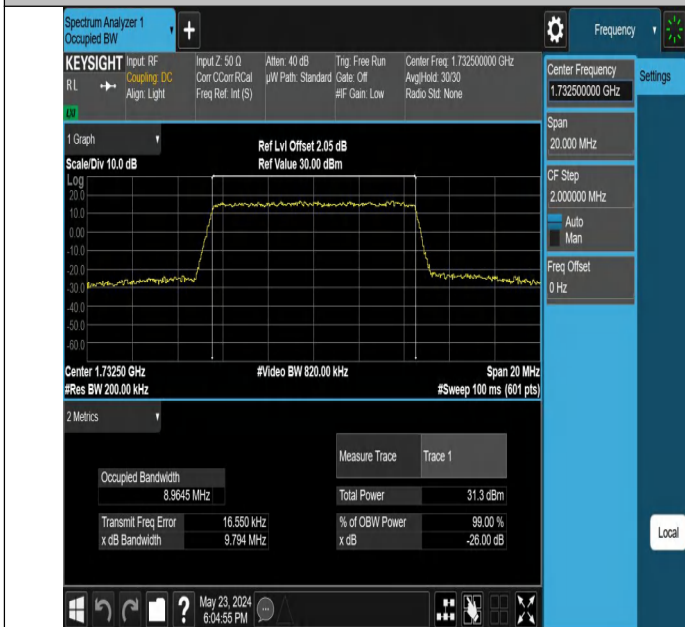 Spectrum Analyzer 1
Occupied BW
+
Frequency
KEYSIGHT
RL
LXI
Input: RF
Coupling: DC
Align: Light
Input Z: 50 Ω
Corr CCorr RCal
Freq Ref: Int (S)
Atten: 40 dB
µW Path: Standard
Trig: Free Run
Gate: Off
#IF Gain: Low
Center Freq: 1.732500000 GHz
Avg|Hold: 30/30
Radio Std: None
Center Frequency
1.732500000 GHz
Settings
Span
20.000 MHz
CF Step
2.000000 MHz
Auto
Man
Freq Offset
0 Hz
1 Graph
Scale/Div 10.0 dB
Ref Lvl Offset 2.05 dB
Ref Value 30.00 dBm
Log
20.0
10.0
0.00
-10.0
-20.0
-30.0
-40.0
-50.0
-60.0
Center 1.73250 GHz
#Video BW 820.00 kHz
Span 20 MHz
#Res BW 200.00 kHz
#Sweep 100 ms (601 pts)
2 Metrics
Measure Trace Trace 1
Occupied Bandwidth
8.9645 MHz
Total Power 31.3 dBm
Transmit Freq Error 16.550 kHz
% of OBW Power 99.00 %
x dB Bandwidth 9.794 MHz
x dB -26.00 dB
Local
?
May 23, 2024
6:04:55 PM